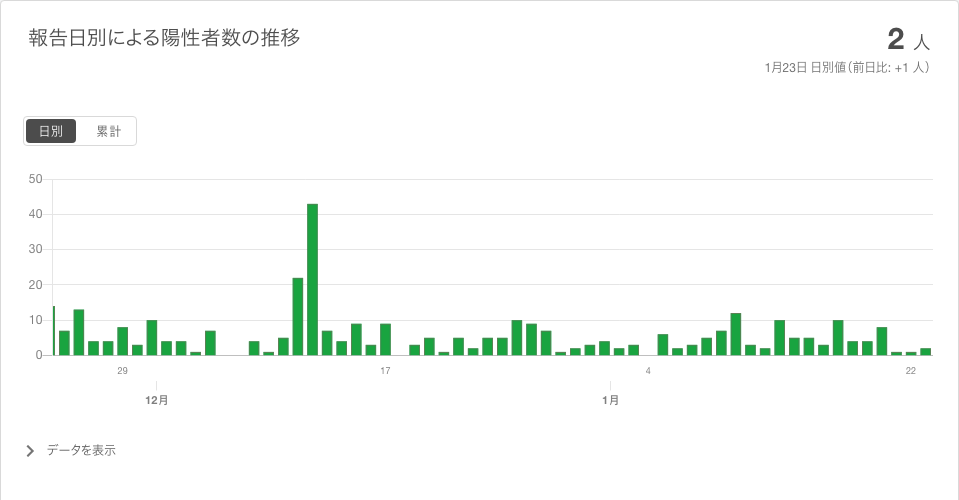 報告日別による陽性者数の推移
2 人
1月23日 日別値（前日比: +1 人）
日別 累計
50
40
30
20
10
0
29 17 4 22
12月 1月
データを表示